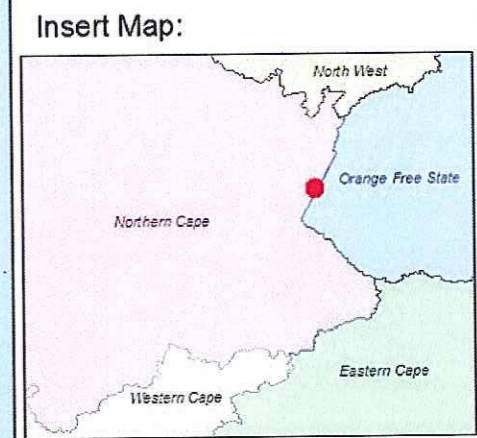 Insert Map:
North West
Orange Free State
Northern Cape
Eastern Cape
Western Cape